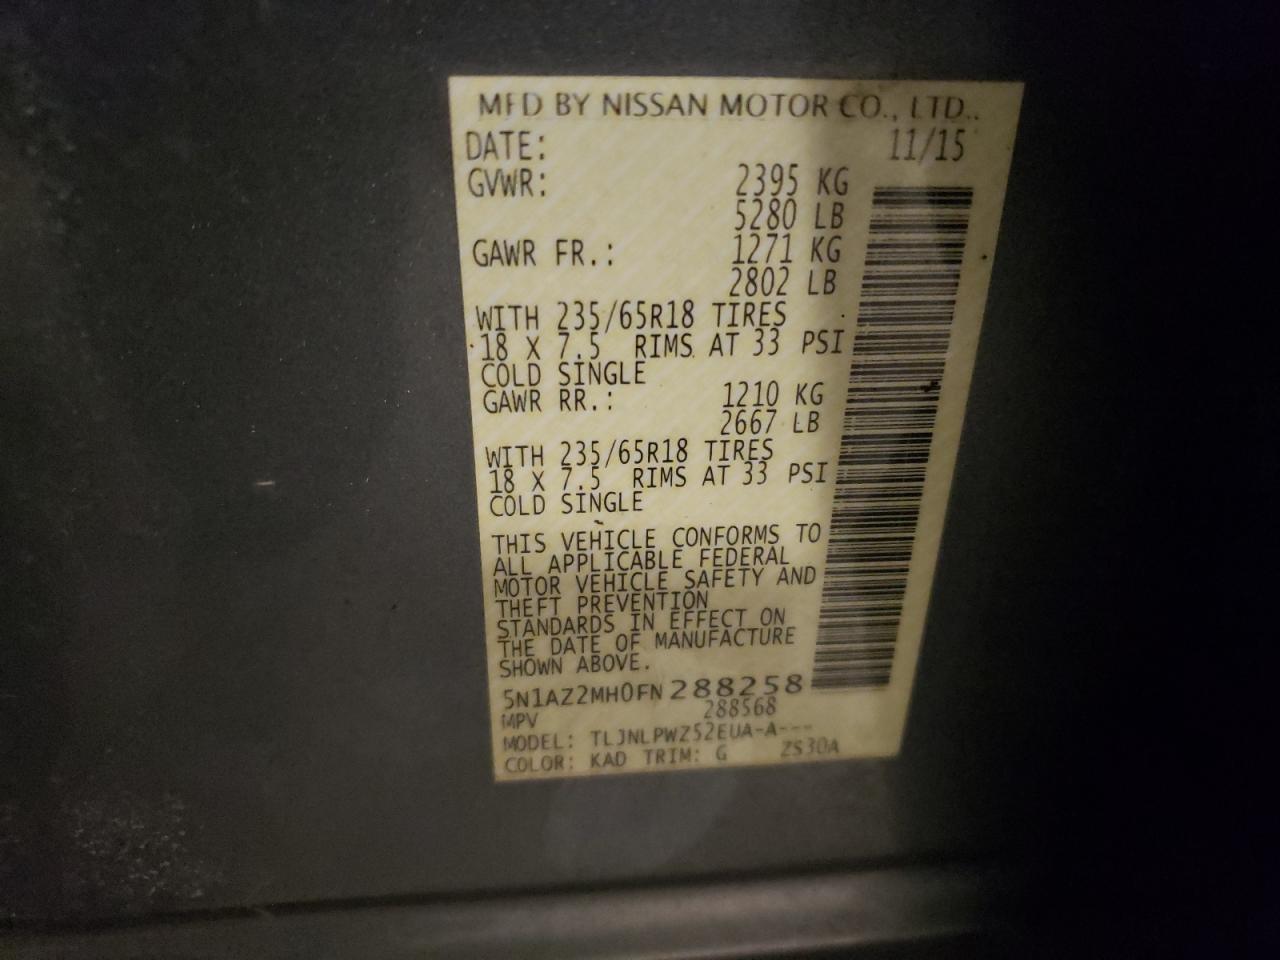 MFD BY NISSAN MOTOR CO., LTD..
DATE: 11/15
GVWR: 2395 KG
5280 LB
GAWR FR.: 1271 KG
2802 LB
WITH 235/65R18 TIRES
18 X 7.5 RIMS AT 33 PSI
COLD SINGLE
GAWR RR.: 1210 KG
2667 LB
WITH 235/65R18 TIRES
18 X 7.5 RIMS AT 33 PSI
COLD SINGLE
THIS VEHICLE CONFORMS TO
ALL APPLICABLE FEDERAL
MOTOR VEHICLE SAFETY AND
THEFT PREVENTION
STANDARDS IN EFFECT ON
THE DATE OF MANUFACTURE
SHOWN ABOVE.
5N1AZ2MH0FN288258
MPV 288568
MODEL: TLJNLPWZ52EUA-A---
COLOR: KAD TRIM: G ZS30A